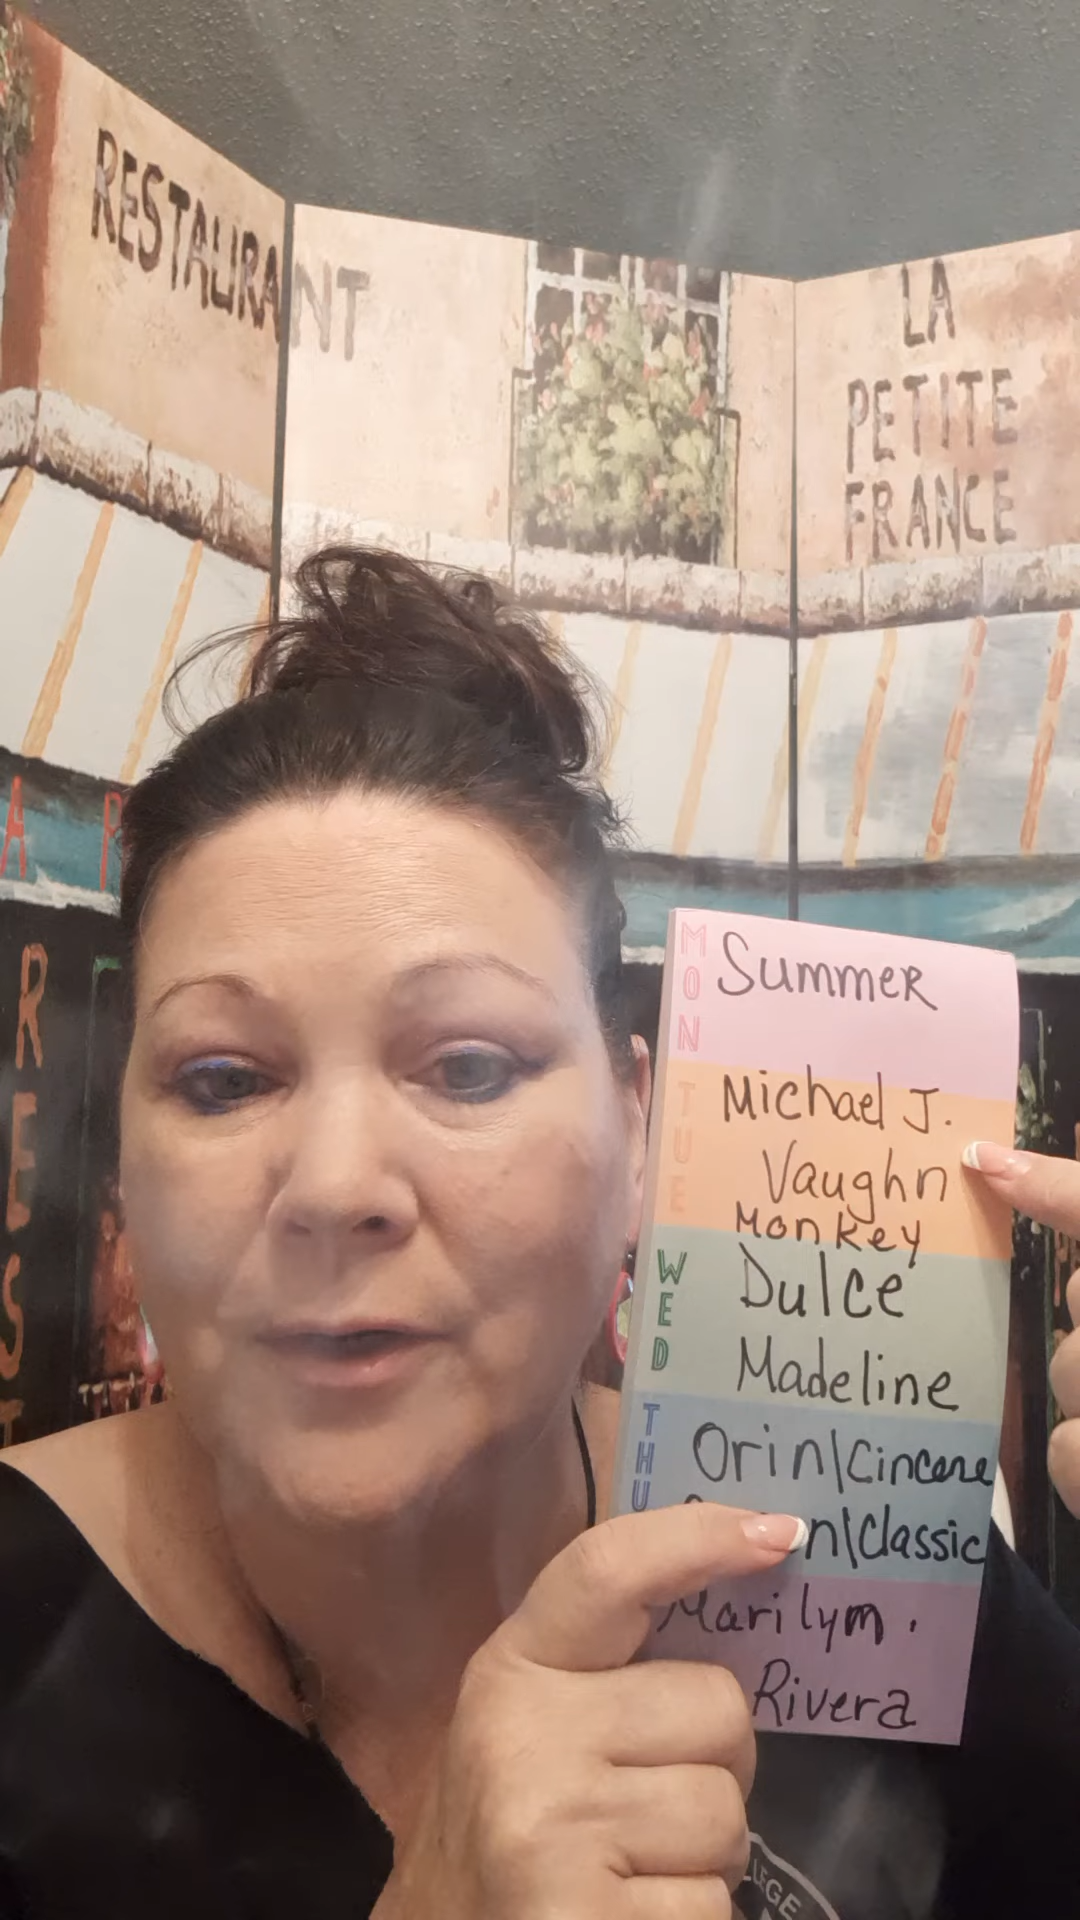 RESTAURANT
LA
PETITE
FRANCE
A P
REST
MON
Summer
TUE
Michael J.
Vaughn
Monkey
WED
Dulce
Madeline
THU
Orin\Cincere
\Classic
Marilym.
Rivera